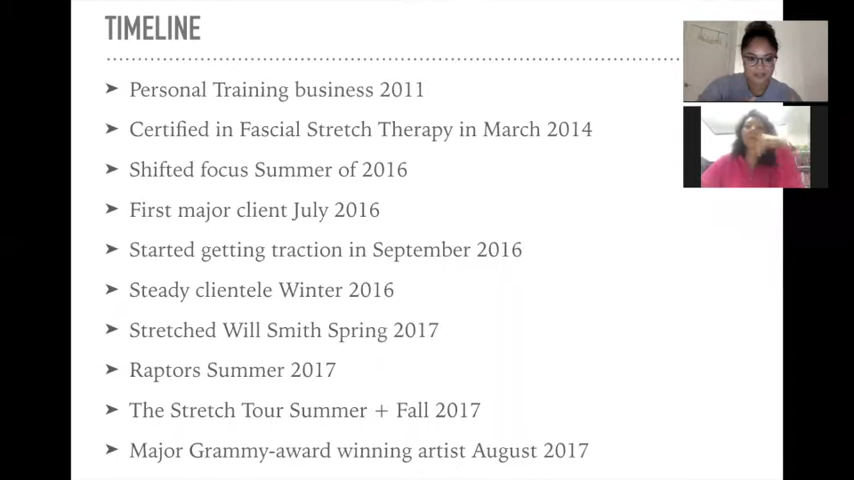 TIMELINE
➤ Personal Training business 2011
➤ Certified in Fascial Stretch Therapy in March 2014
➤ Shifted focus Summer of 2016
➤ First major client July 2016
➤ Started getting traction in September 2016
➤ Steady clientele Winter 2016
➤ Stretched Will Smith Spring 2017
➤ Raptors Summer 2017
➤ The Stretch Tour Summer + Fall 2017
➤ Major Grammy-award winning artist August 2017